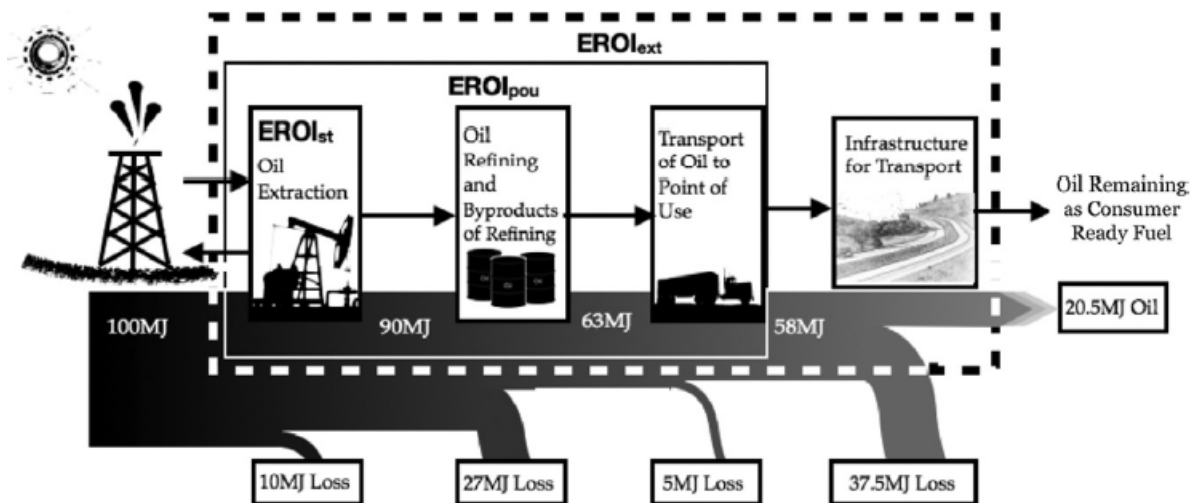 EROIext
EROIpou
EROIst
Oil
Extraction
Oil
Refining
and
Byproducts
of Refining
Transport
of Oil to
Point of
Use
Infrastructure
for Transport
Oil Remaining
as Consumer
Ready Fuel
100MJ
90MJ
63MJ
58MJ
20.5MJ Oil
10MJ Loss
27MJ Loss
5MJ Loss
37.5MJ Loss